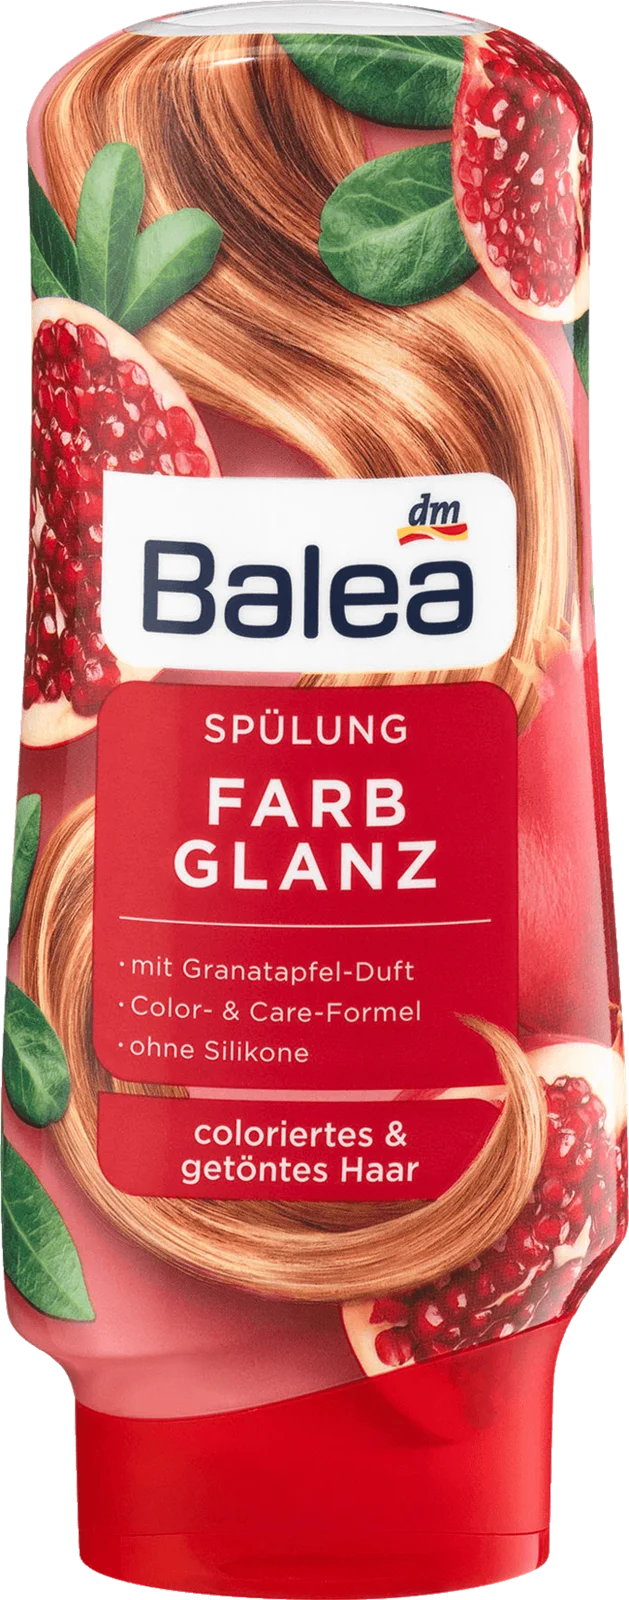 dm
Balea
SPÜLUNG
FARB
GLANZ
· mit Granatapfel-Duft
· Color- & Care-Formel
· ohne Silikone
coloriertes &
getöntes Haar